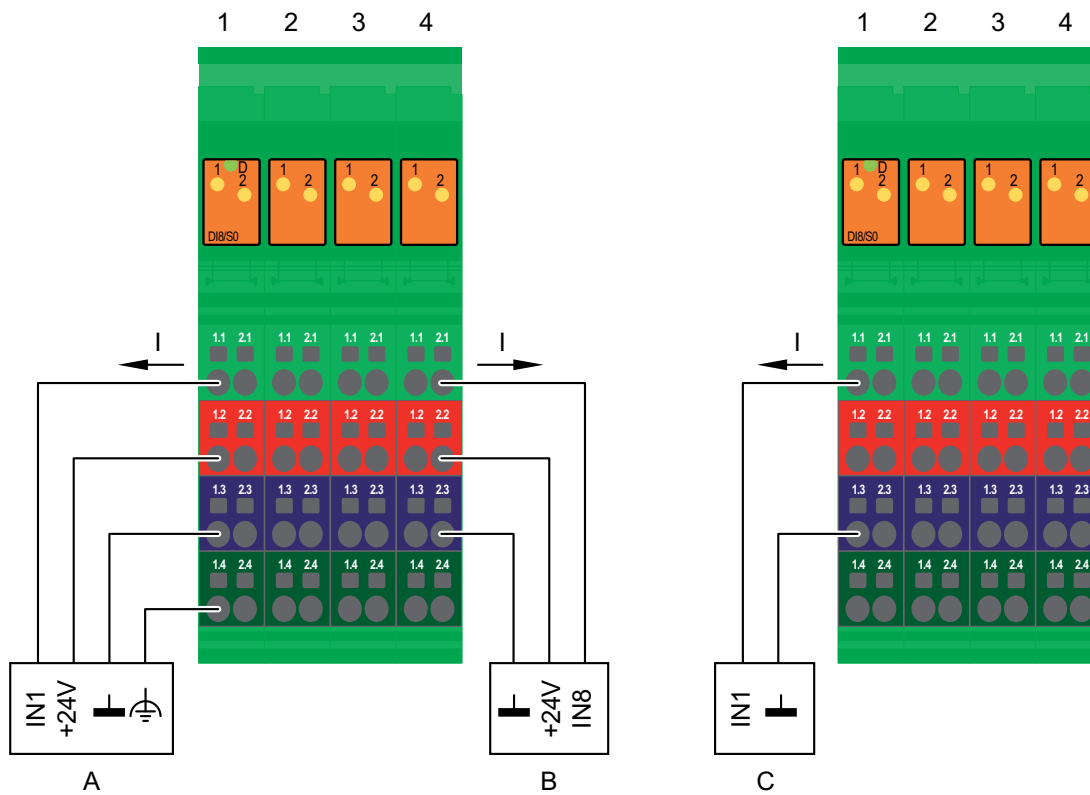 1 2 3 4 1 2 3 4
1 D 2 1 2 1 2 1 2 1 D 2 1 2 1 2 1 2
DI8/S0 DI8/S0
I I I
1.1 2.1 1.1 2.1 1.1 2.1 1.1 2.1 1.1 2.1 1.1 2.1 1.1 2.1 1.1 2.1
1.2 2.2 1.2 2.2 1.2 2.2 1.2 2.2 1.2 2.2 1.2 2.2 1.2 2.2 1.2 2.2
1.3 2.3 1.3 2.3 1.3 2.3 1.3 2.3 1.3 2.3 1.3 2.3 1.3 2.3 1.3 2.3
1.4 2.4 1.4 2.4 1.4 2.4 1.4 2.4 1.4 2.4 1.4 2.4 1.4 2.4 1.4 2.4
IN1
+24V
+24V
IN8
IN1
A B C